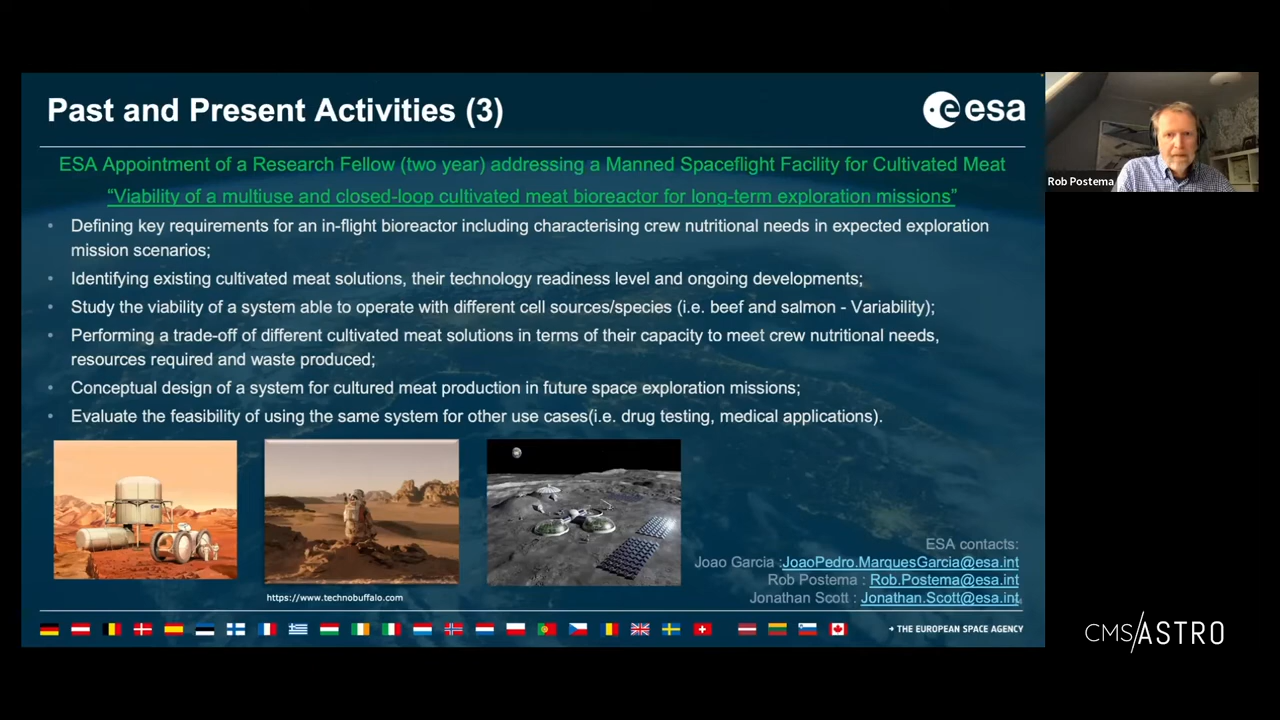 Past and Present Activities (3)
esa
ESA Appointment of a Research Fellow (two year) addressing a Manned Spaceflight Facility for Cultivated Meat
“Viability of a multiuse and closed-loop cultivated meat bioreactor for long-term exploration missions”
• Defining key requirements for an in-flight bioreactor including characterising crew nutritional needs in expected exploration
mission scenarios;
• Identifying existing cultivated meat solutions, their technology readiness level and ongoing developments;
• Study the viability of a system able to operate with different cell sources/species (i.e. beef and salmon - Variability);
• Performing a trade-off of different cultivated meat solutions in terms of their capacity to meet crew nutritional needs,
resources required and waste produced;
• Conceptual design of a system for cultured meat production in future space exploration missions;
• Evaluate the feasibility of using the same system for other use cases(i.e. drug testing, medical applications).
https://www.technobuffalo.com
ESA contacts:
Joao Garcia :JoaoPedro.MarquesGarcia@esa.int
Rob Postema : Rob.Postema@esa.int
Jonathan Scott : Jonathan.Scott@esa.int
→ THE EUROPEAN SPACE AGENCY
Rob Postema
CMS/ASTRO